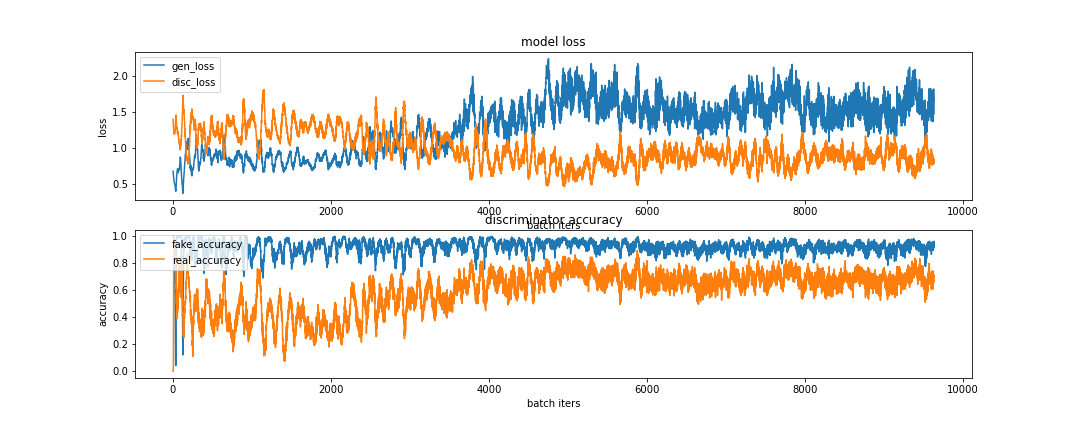 model loss
gen_loss
disc_loss
loss
2.0
1.5
1.0
0.5
0
2000
4000
6000
8000
10000
batch iters
discriminator accuracy
fake_accuracy
real_accuracy
accuracy
1.0
0.8
0.6
0.4
0.2
0.0
0
2000
4000
6000
8000
10000
batch iters